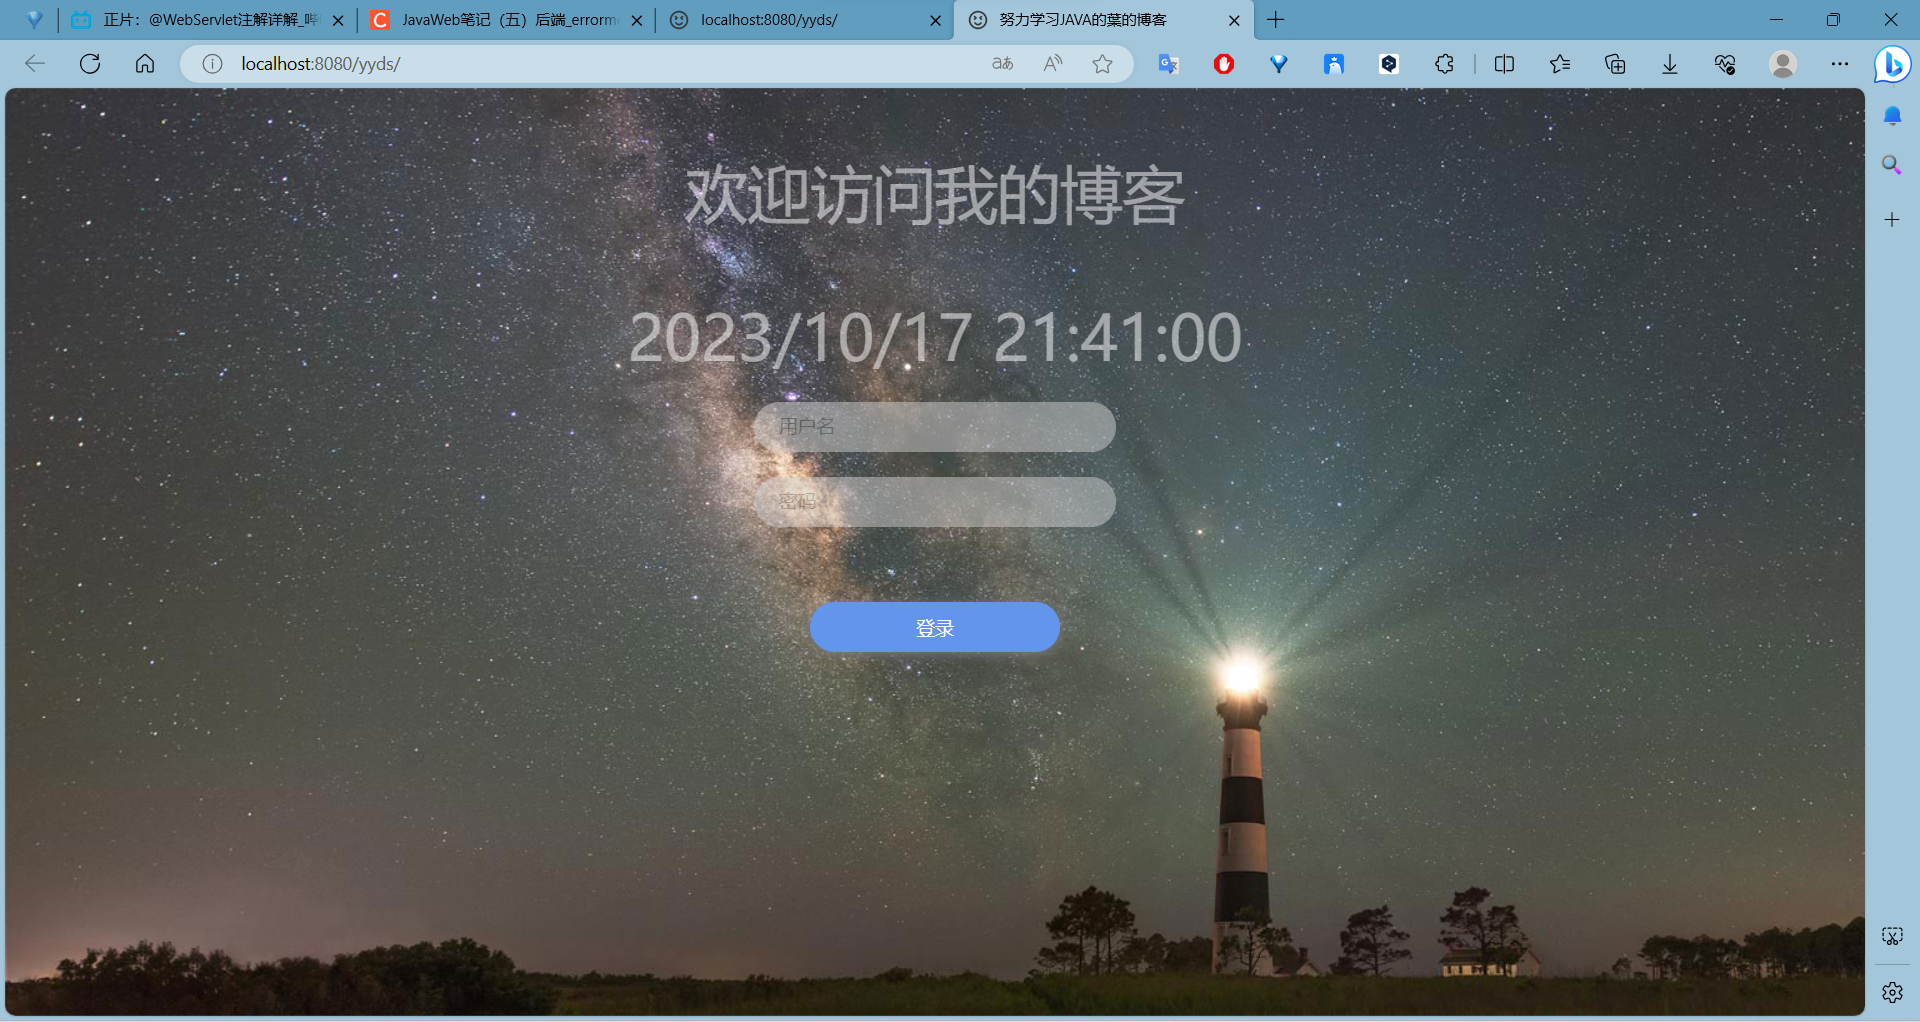 正片：@WebServlet注解详解_哔
JavaWeb笔记（五）后端_errorm
localhost:8080/yyds/
努力学习JAVA的葉的博客
localhost:8080/yyds/
欢迎访问我的博客
2023/10/17 21:41:00
用户名
密码
登录